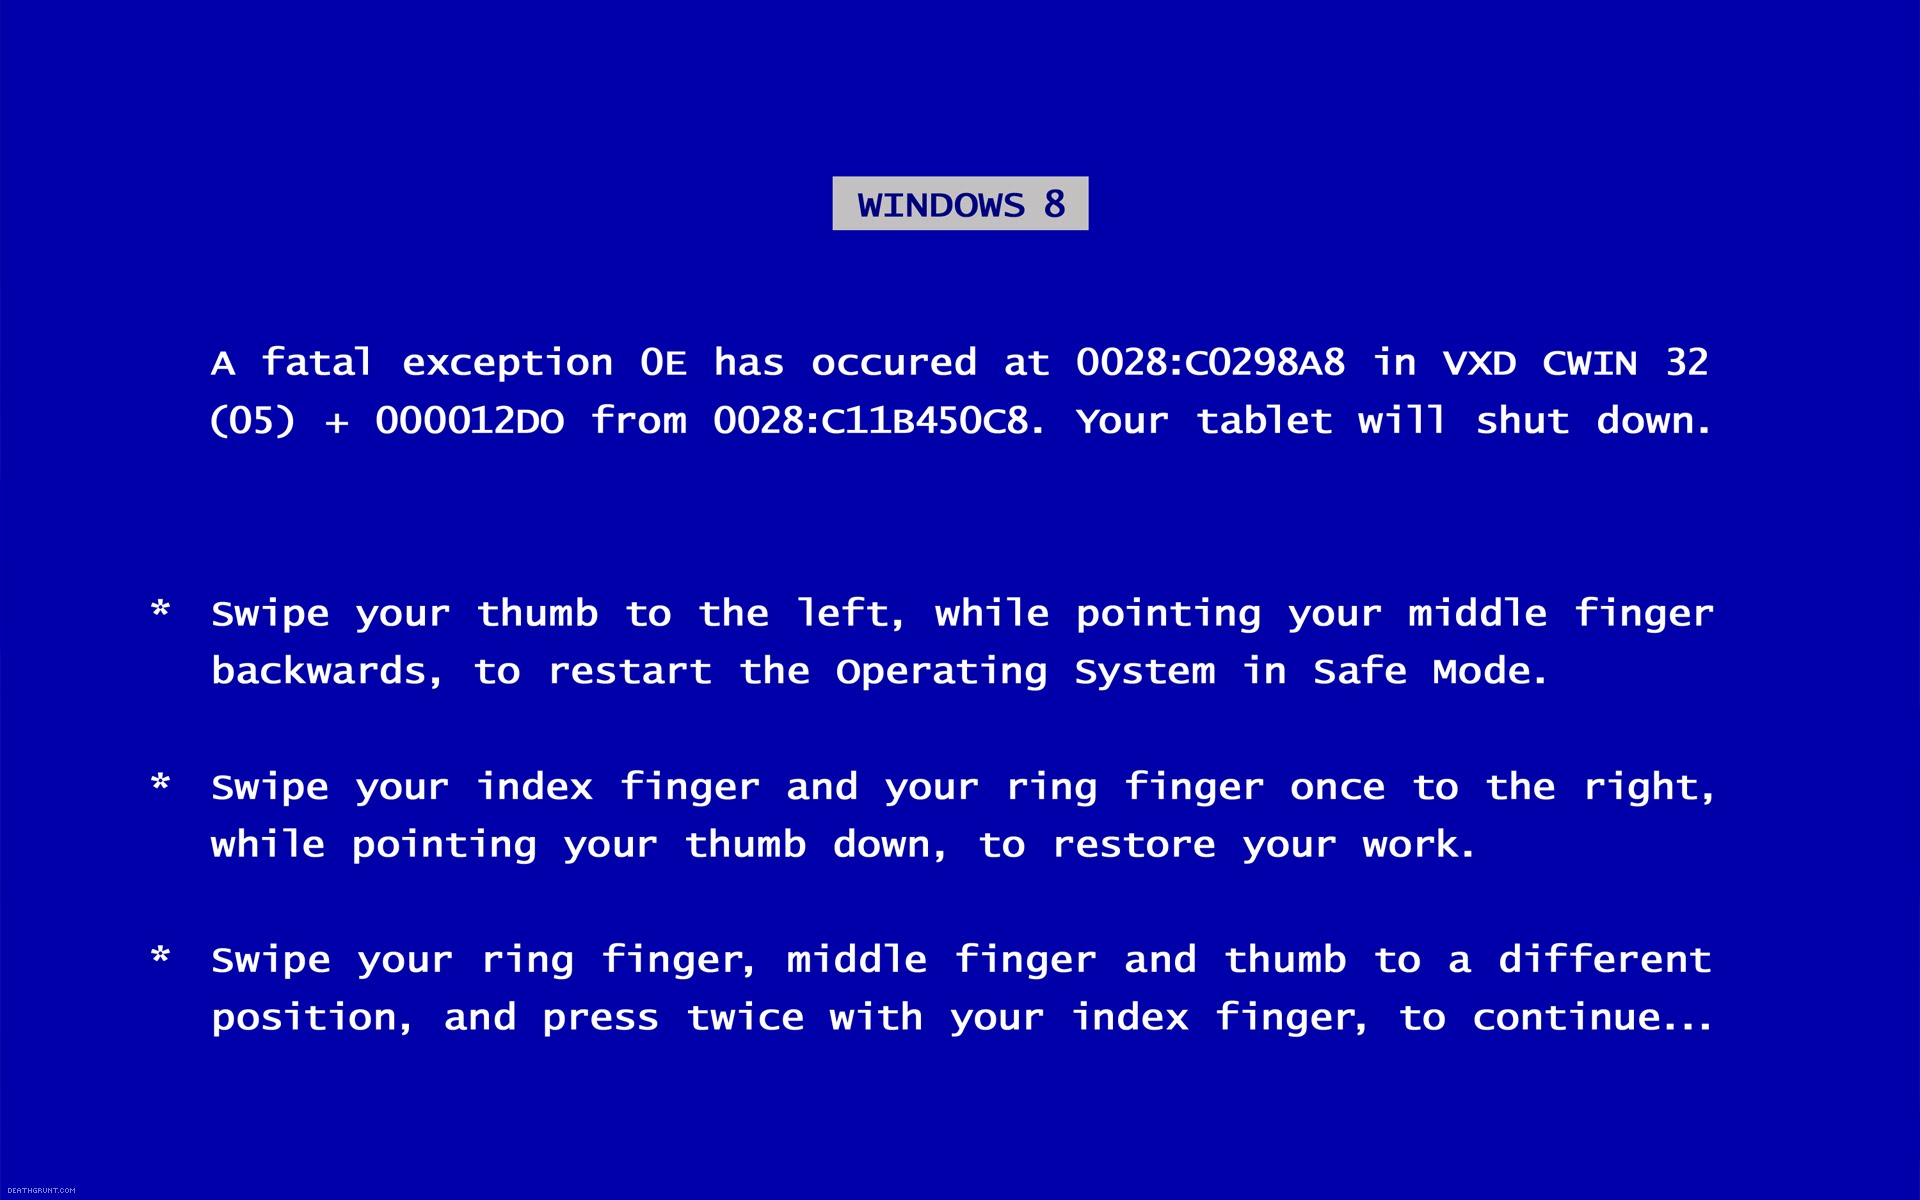 WINDOWS 8
A fatal exception 0E has occured at 0028:C0298A8 in VXD CWIN 32
(05) + 000012D0 from 0028:C11B450C8. Your tablet will shut down.
* Swipe your thumb to the left, while pointing your middle finger
backwards, to restart the Operating System in Safe Mode.
* Swipe your index finger and your ring finger once to the right,
while pointing your thumb down, to restore your work.
* Swipe your ring finger, middle finger and thumb to a different
position, and press twice with your index finger, to continue...
DEATHGRUNT.COM